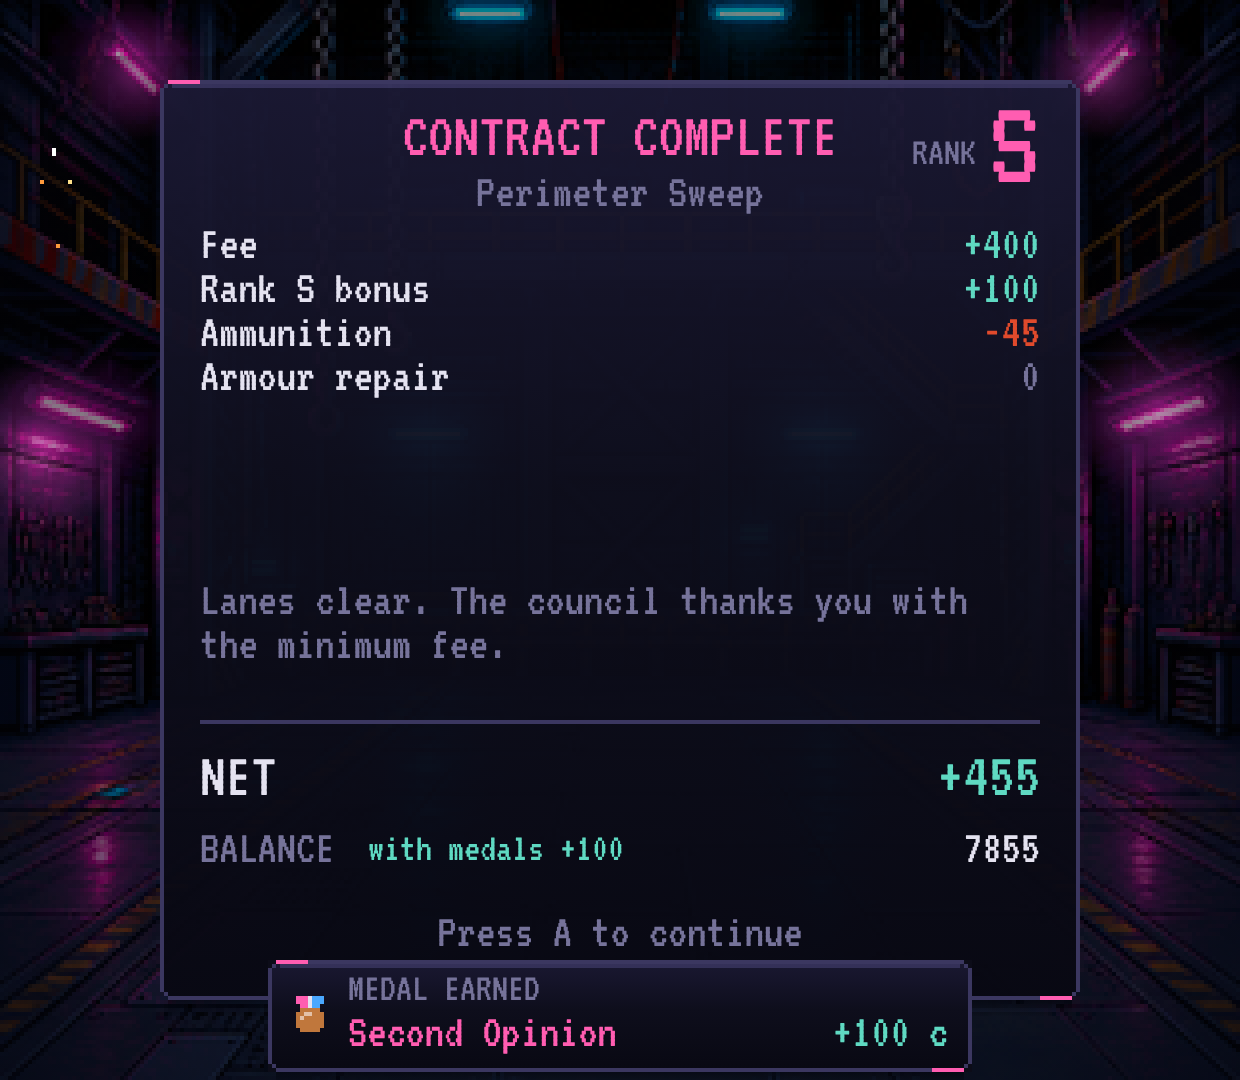 CONTRACT COMPLETE
RANK S
Perimeter Sweep
Fee +400
Rank S bonus +100
Ammunition -45
Armour repair 0
Lanes clear. The council thanks you with
the minimum fee.
NET +455
BALANCE with medals +100 7855
Press A to continue
MEDAL EARNED
Second Opinion +100 c